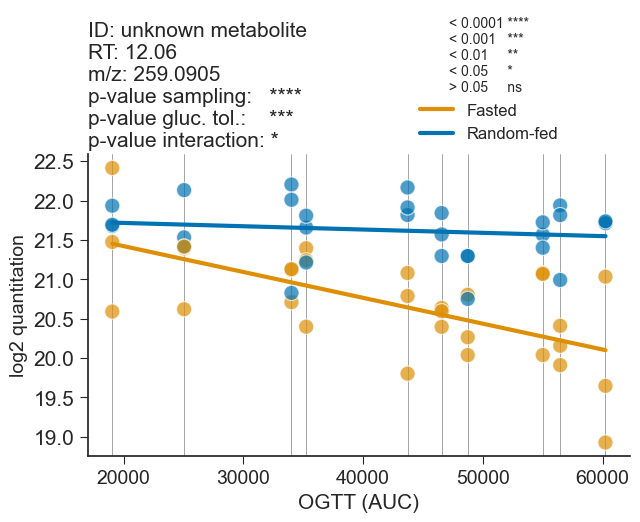 ID: unknown metabolite
RT: 12.06
m/z: 259.0905
p-value sampling: ****
p-value gluc. tol.: ***
p-value interaction: *
< 0.0001 ****
< 0.001 ***
< 0.01 **
< 0.05 *
> 0.05 ns
Fasted
Random-fed
log2 quantitation
22.5
22.0
21.5
21.0
20.5
20.0
19.5
19.0
20000 30000 40000 50000 60000
OGTT (AUC)